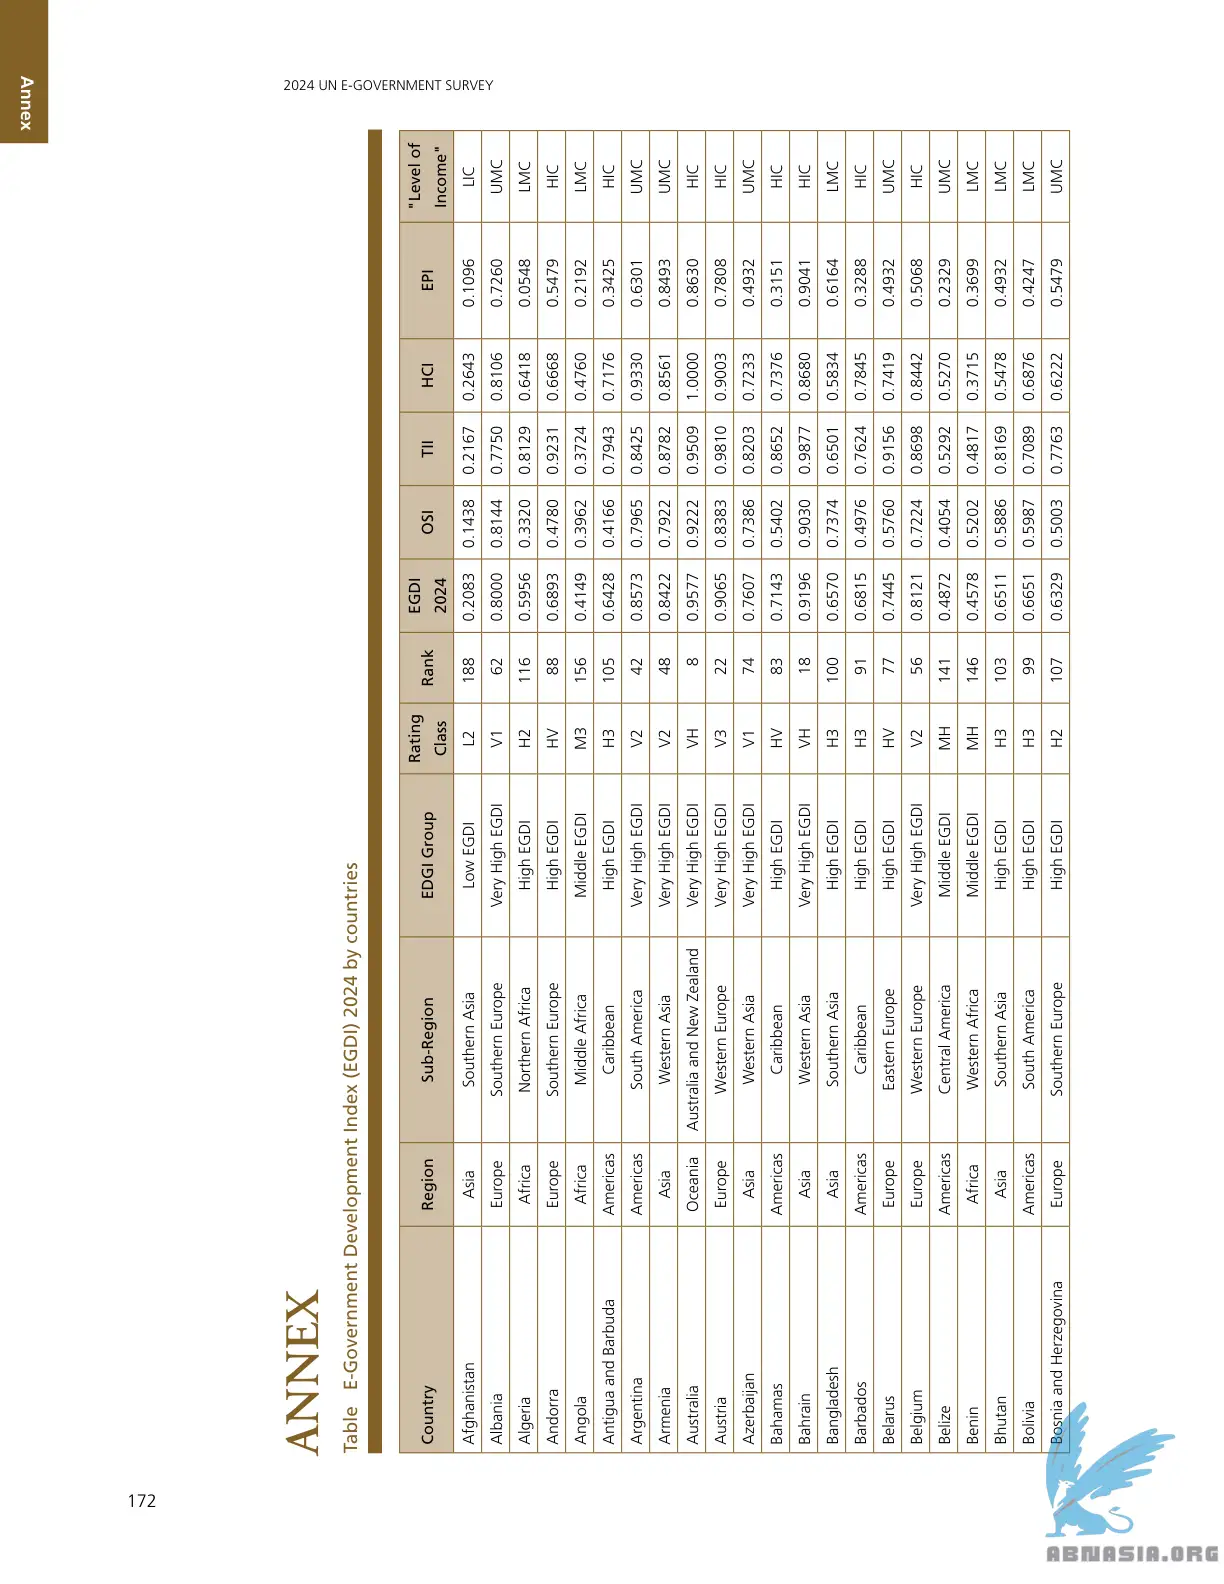 Annex
2024 UN E-GOVERNMENT SURVEY
ANNEX
Table E-Government Development Index (EGDI) 2024 by countries
Country Region Sub-Region EDGI Group Rating Class Rank EGDI 2024 OSI TII HCI EPI "Level of Income"
Afghanistan Asia Southern Asia Low EGDI L2 188 0.2083 0.1438 0.2167 0.2643 0.1096 LIC
Albania Europe Southern Europe Very High EGDI V1 62 0.8000 0.8144 0.7750 0.8106 0.7260 UMC
Algeria Africa Northern Africa High EGDI H2 116 0.5956 0.3320 0.8129 0.6418 0.0548 LMC
Andorra Europe Southern Europe High EGDI HV 88 0.6893 0.4780 0.9231 0.6668 0.5479 HIC
Angola Africa Middle Africa Middle EGDI M3 156 0.4149 0.3962 0.3724 0.4760 0.2192 LMC
Antigua and Barbuda Americas Caribbean High EGDI H3 105 0.6428 0.4166 0.7943 0.7176 0.3425 HIC
Argentina Americas South America Very High EGDI V2 42 0.8573 0.7965 0.8425 0.9330 0.6301 UMC
Armenia Asia Western Asia Very High EGDI V2 48 0.8422 0.7922 0.8782 0.8561 0.8493 UMC
Australia Oceania Australia and New Zealand Very High EGDI VH 8 0.9577 0.9222 0.9509 1.0000 0.8630 HIC
Austria Europe Western Europe Very High EGDI V3 22 0.9065 0.8383 0.9810 0.9003 0.7808 HIC
Azerbaijan Asia Western Asia Very High EGDI V1 74 0.7607 0.7386 0.8203 0.7233 0.4932 UMC
Bahamas Americas Caribbean High EGDI HV 83 0.7143 0.5402 0.8652 0.7376 0.3151 HIC
Bahrain Asia Western Asia Very High EGDI VH 18 0.9196 0.9030 0.9877 0.8680 0.9041 HIC
Bangladesh Asia Southern Asia High EGDI H3 100 0.6570 0.7374 0.6501 0.5834 0.6164 LMC
Barbados Americas Caribbean High EGDI H3 91 0.6815 0.4976 0.7624 0.7845 0.3288 HIC
Belarus Europe Eastern Europe High EGDI HV 77 0.7445 0.5760 0.9156 0.7419 0.4932 UMC
Belgium Europe Western Europe Very High EGDI V2 56 0.8121 0.7224 0.8698 0.8442 0.5068 HIC
Belize Americas Central America Middle EGDI MH 141 0.4872 0.4054 0.5292 0.5270 0.2329 UMC
Benin Africa Western Africa Middle EGDI MH 146 0.4578 0.5202 0.4817 0.3715 0.3699 LMC
Bhutan Asia Southern Asia High EGDI H3 103 0.6511 0.5886 0.8169 0.5478 0.4932 LMC
Bolivia Americas South America High EGDI H3 99 0.6651 0.5987 0.7089 0.6876 0.4247 LMC
Bosnia and Herzegovina Europe Southern Europe High EGDI H2 107 0.6329 0.5003 0.7763 0.6222 0.5479 UMC
172
ABNASIA.ORG